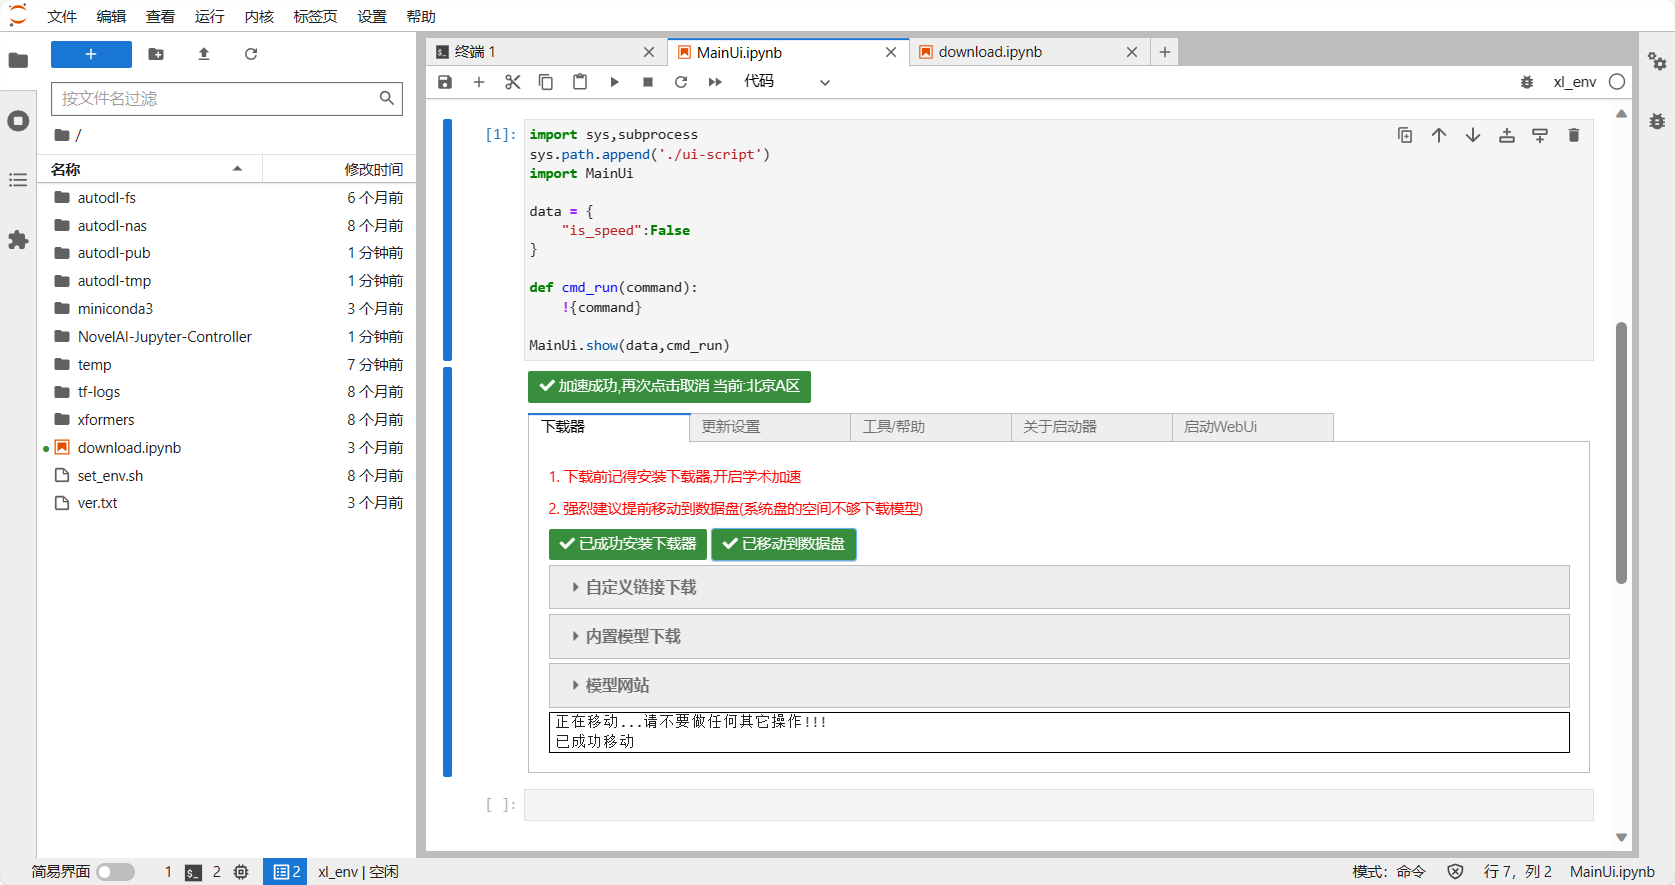 文件 编辑 查看 运行 内核 标签页 设置 帮助
按文件名过滤
/
名称 修改时间
autodl-fs 6 个月前
autodl-nas 8 个月前
autodl-pub 1 分钟前
autodl-tmp 1 分钟前
miniconda3 3 个月前
NovelAI-Jupyter-Controller 1 分钟前
temp 7 分钟前
tf-logs 8 个月前
xformers 8 个月前
download.ipynb 3 个月前
set_env.sh 8 个月前
ver.txt 3 个月前
终端 1 MainUi.ipynb download.ipynb
代码 xl_env
[1]:
import sys,subprocess
sys.path.append('./ui-script')
import MainUi
data = {
"is_speed":False
}
def cmd_run(command):
!{command}
MainUi.show(data,cmd_run)
加速成功,再次点击取消 当前:北京A区
下载器 更新设置 工具/帮助 关于启动器 启动WebUi
1. 下载前记得安装下载器,开启学术加速
2. 强烈建议提前移动到数据盘(系统盘的空间不够下载模型)
已成功安装下载器 已移动到数据盘
自定义链接下载
内置模型下载
模型网站
正在移动...请不要做任何其它操作!!!
已成功移动
[ ]:
简易界面 1 2 2 xl_env | 空闲 模式: 命令 行 7, 列 2 MainUi.ipynb